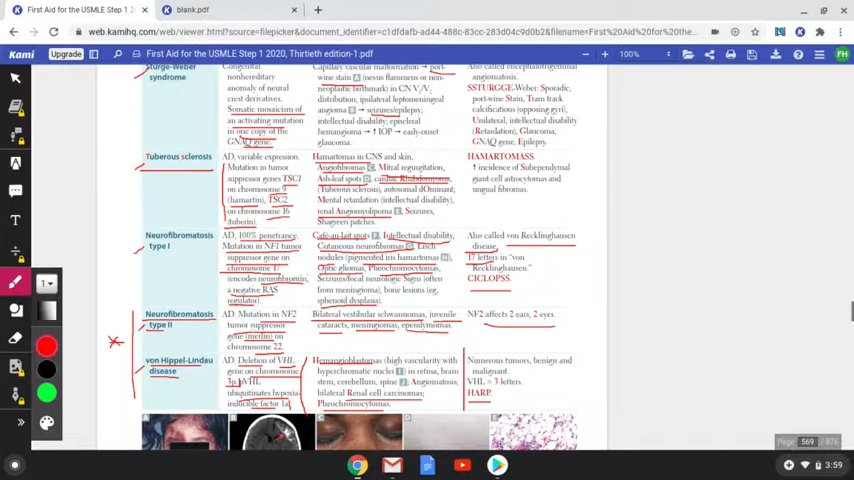 First Aid for the USMLE Step 1 20
blank.pdf
web.kamihq.com/web/viewer.html?source=filepicker&document_identifier=c1dfdafb-ad44-488c-83cc-283d04c9d0b2&filename=First%20Aid%20for%20the...
Kami
Upgrade
First Aid for the USMLE Step 1 2020, Thirtieth edition-1.pdf
100%
FH
Sturge-Weber
syndrome
Congenital
nonhereditary
anomaly of neural
crest derivatives.
Somatic mosaicism of
an activating mutation
in one copy of the
GNAQ gene.
Capillary vascular malformation → port-
wine stain A (nevus flammeus or non-
neoplastic birthmark) in CN V1/V2
distribution, ipsilateral leptomeningeal
angioma B → seizures/epilepsy,
intellectual disability; episcleral
hemangioma → ↑ IOP → early-onset
glaucoma.
Also called encephalotrigeminal
angiomatosis.
SSTURGGE-Weber: Sporadic,
port-wine Stain, Tram track
calcifications (opposing gyri),
Unilateral, intellectual disability
(Retardation), Glaucoma,
GNAQ gene, Epilepsy.
Tuberous sclerosis
AD, variable expression.
Mutation in tumor
suppressor genes TSC1
on chromosome 9
(hamartin), TSC2
on chromosome 16
(tuberin).
Hamartomas in CNS and skin,
Angiofibromas C, Mitral regurgitation,
Ash-leaf spots D, cardiac Rhabdomyoma,
(Tuberous sclerosis), autosomal dOminant;
Mental retardation (intellectual disability),
renal Angiomyolipoma E, Seizures,
Shagreen patches.
HAMARTOMASS.
↑ incidence of Subependymal
giant cell astrocytomas and
ungual fibromas.
Neurofibromatosis
type I
AD, 100% penetrance.
Mutation in NF1 tumor
suppressor gene on
chromosome 17
(encodes neurofibromin,
a negative RAS
regulator).
Café-au-lait spots F, Intellectual disability,
Cutaneous neurofibromas G, Lisch
nodules (pigmented iris hamartomas H),
Optic gliomas, Pheochromocytomas,
Seizures/focal neurologic Signs (often
from meningioma), bone lesions (eg,
sphenoid dysplasia).
Also called von Recklinghausen
disease.
17 letters in "von
Recklinghausen."
CICLOPSS.
Neurofibromatosis
type II
AD. Mutation in NF2
tumor suppressor
gene (merlin) on
chromosome 22.
Bilateral vestibular schwannomas, juvenile
cataracts, meningiomas, ependymomas.
NF2 affects 2 ears, 2 eyes.
von Hippel-Lindau
disease
AD. Deletion of VHL
gene on chromosome
3p. pVHL
ubiquitinates hypoxia-
inducible factor 1a.
Hemangioblastomas (high vascularity with
hyperchromatic nuclei I) in retina, brain
stem, cerebellum, spine J; Angiomatosis;
bilateral Renal cell carcinomas;
Pheochromocytomas.
Numerous tumors, benign and
malignant.
VHL = 3 letters.
HARP.
Page 569 / 876
3:59